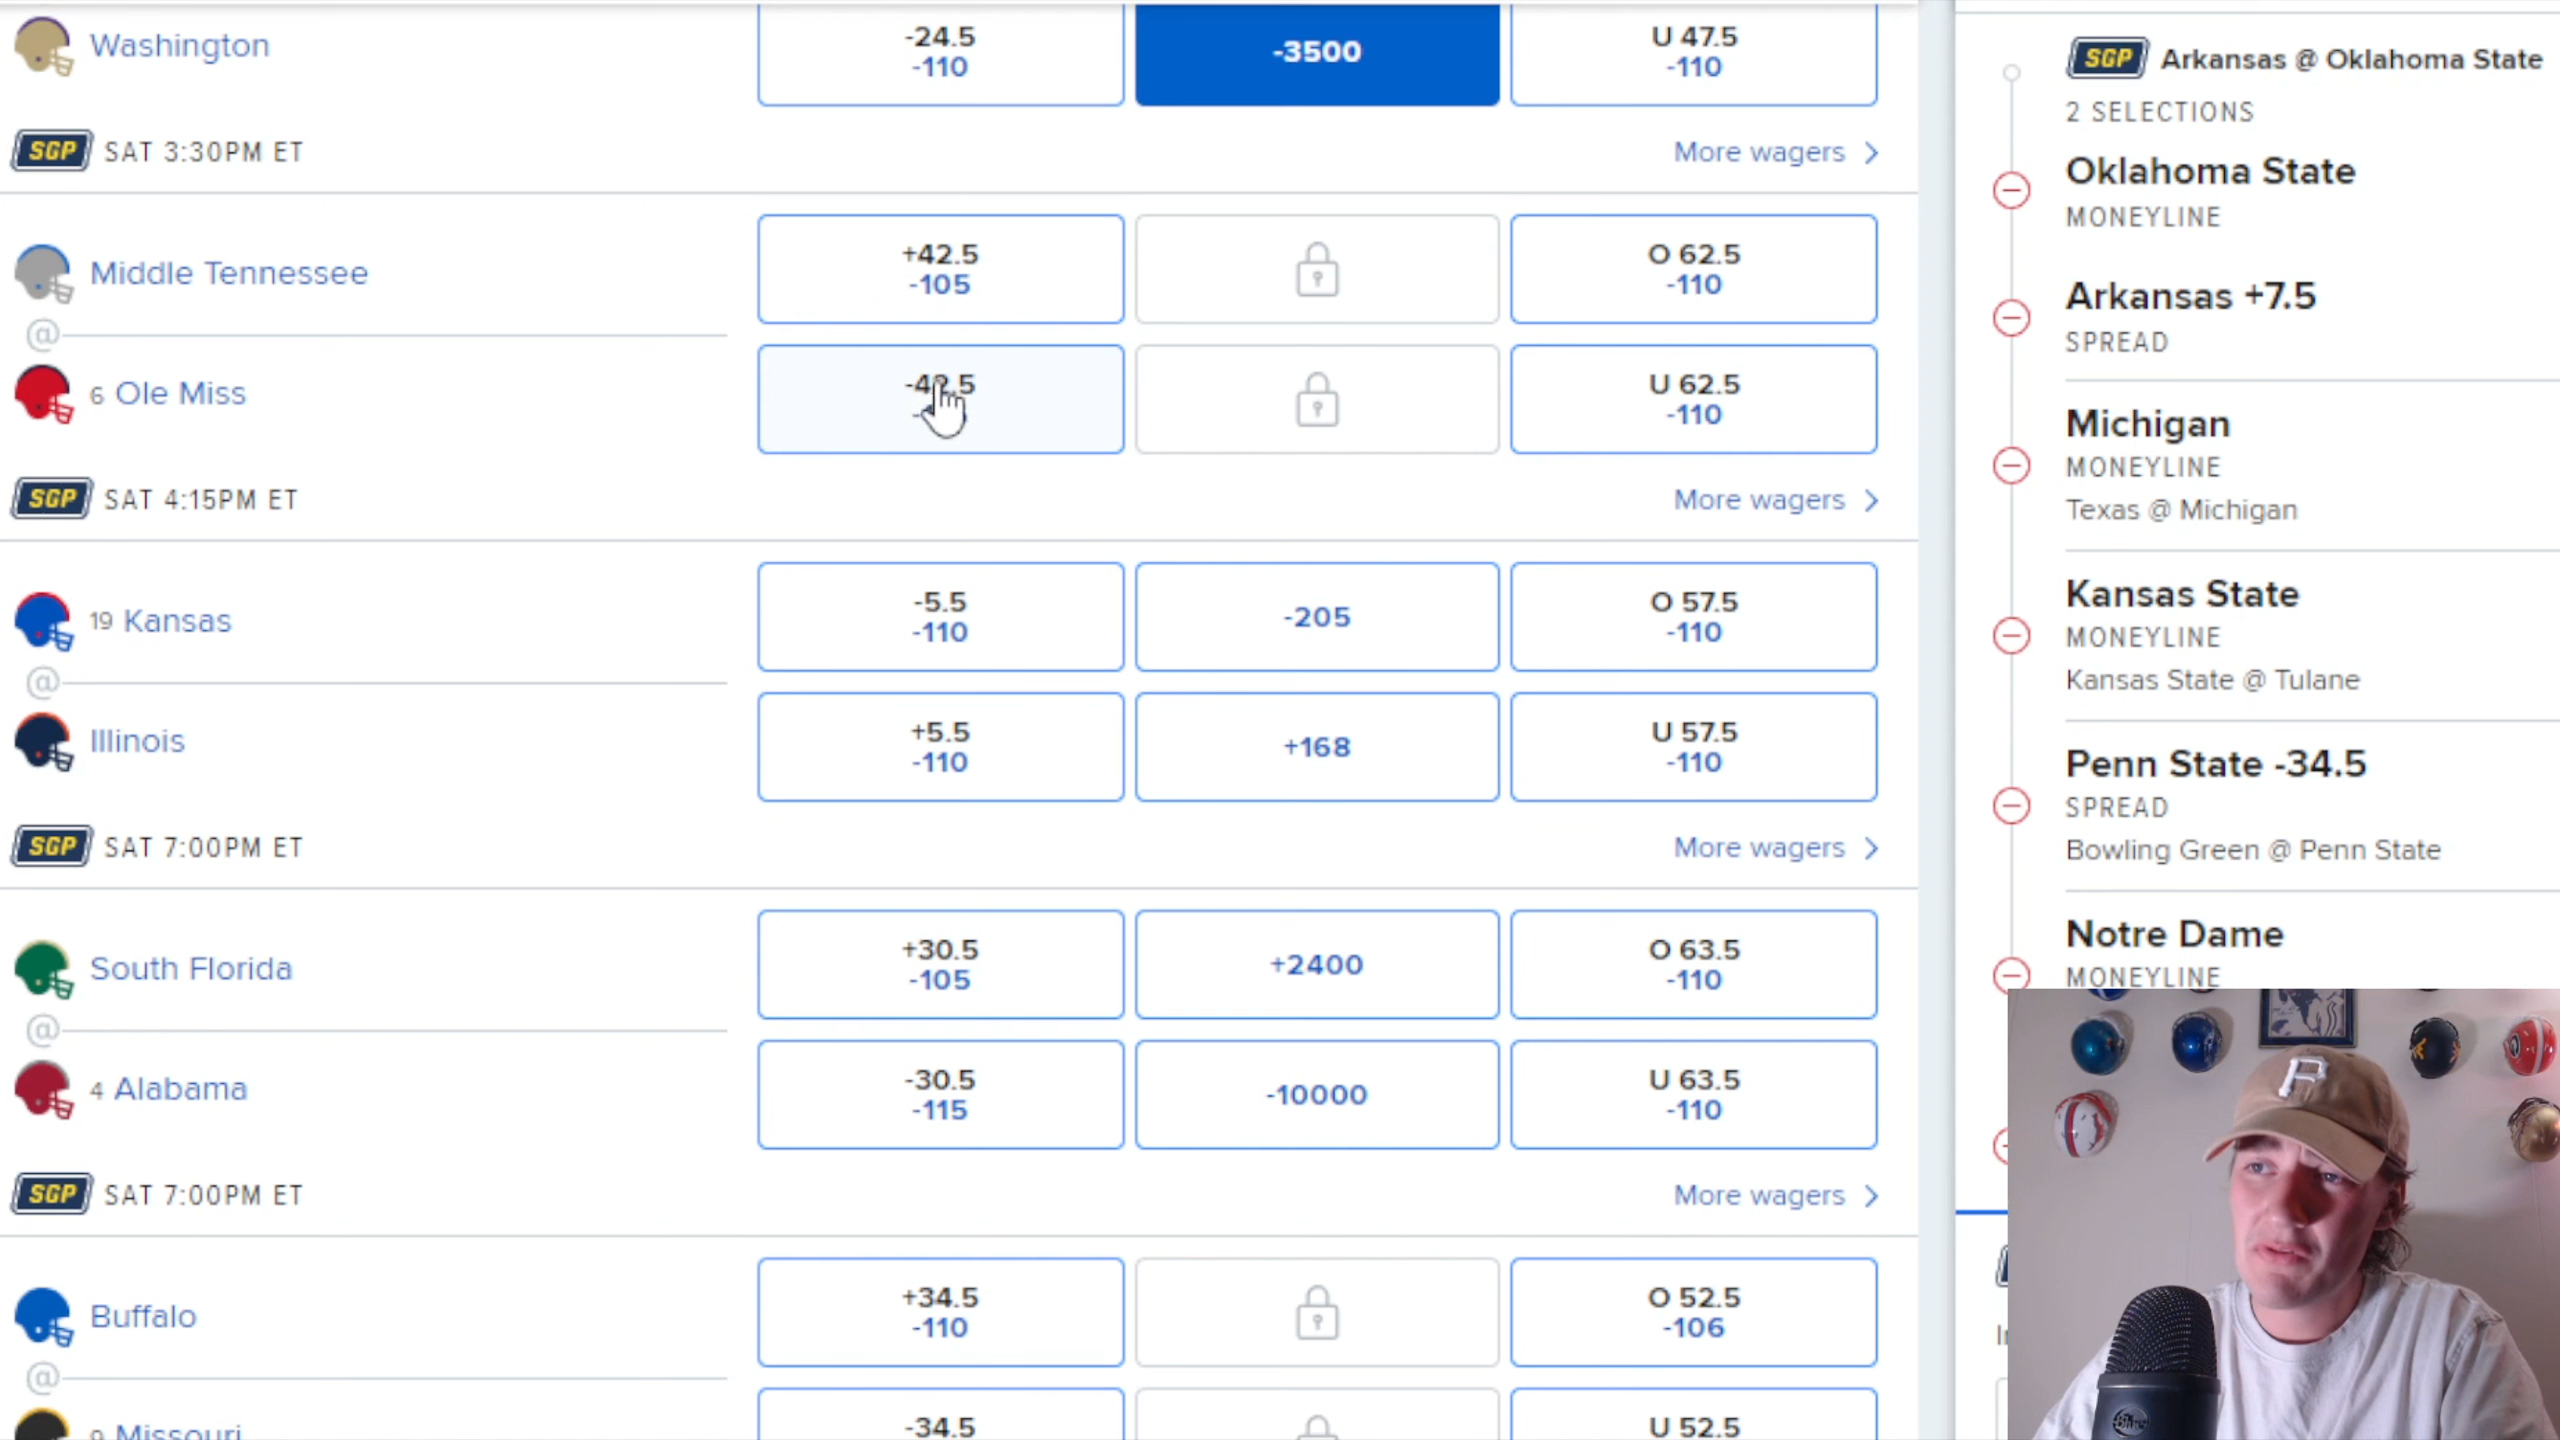 Washington
-24.5
-110
-3500
U 47.5
-110
SGP SAT 3:30PM ET
More wagers
Middle Tennessee
+42.5
-105
O 62.5
-110
@
6 Ole Miss
U 62.5
-110
SGP SAT 4:15PM ET
More wagers
19 Kansas
-5.5
-110
-205
O 57.5
-110
@
Illinois
+5.5
-110
+168
U 57.5
-110
SGP SAT 7:00PM ET
More wagers
South Florida
+30.5
-105
+2400
O 63.5
-110
@
4 Alabama
-30.5
-115
-10000
U 63.5
-110
SGP SAT 7:00PM ET
More wagers
Buffalo
+34.5
-110
O 52.5
-106
@
9 Missouri
-34.5
U 52.5
SGP Arkansas @ Oklahoma State
2 SELECTIONS
Oklahoma State
MONEYLINE
Arkansas +7.5
SPREAD
Michigan
MONEYLINE
Texas @ Michigan
Kansas State
MONEYLINE
Kansas State @ Tulane
Penn State -34.5
SPREAD
Bowling Green @ Penn State
Notre Dame
MONEYLINE
P